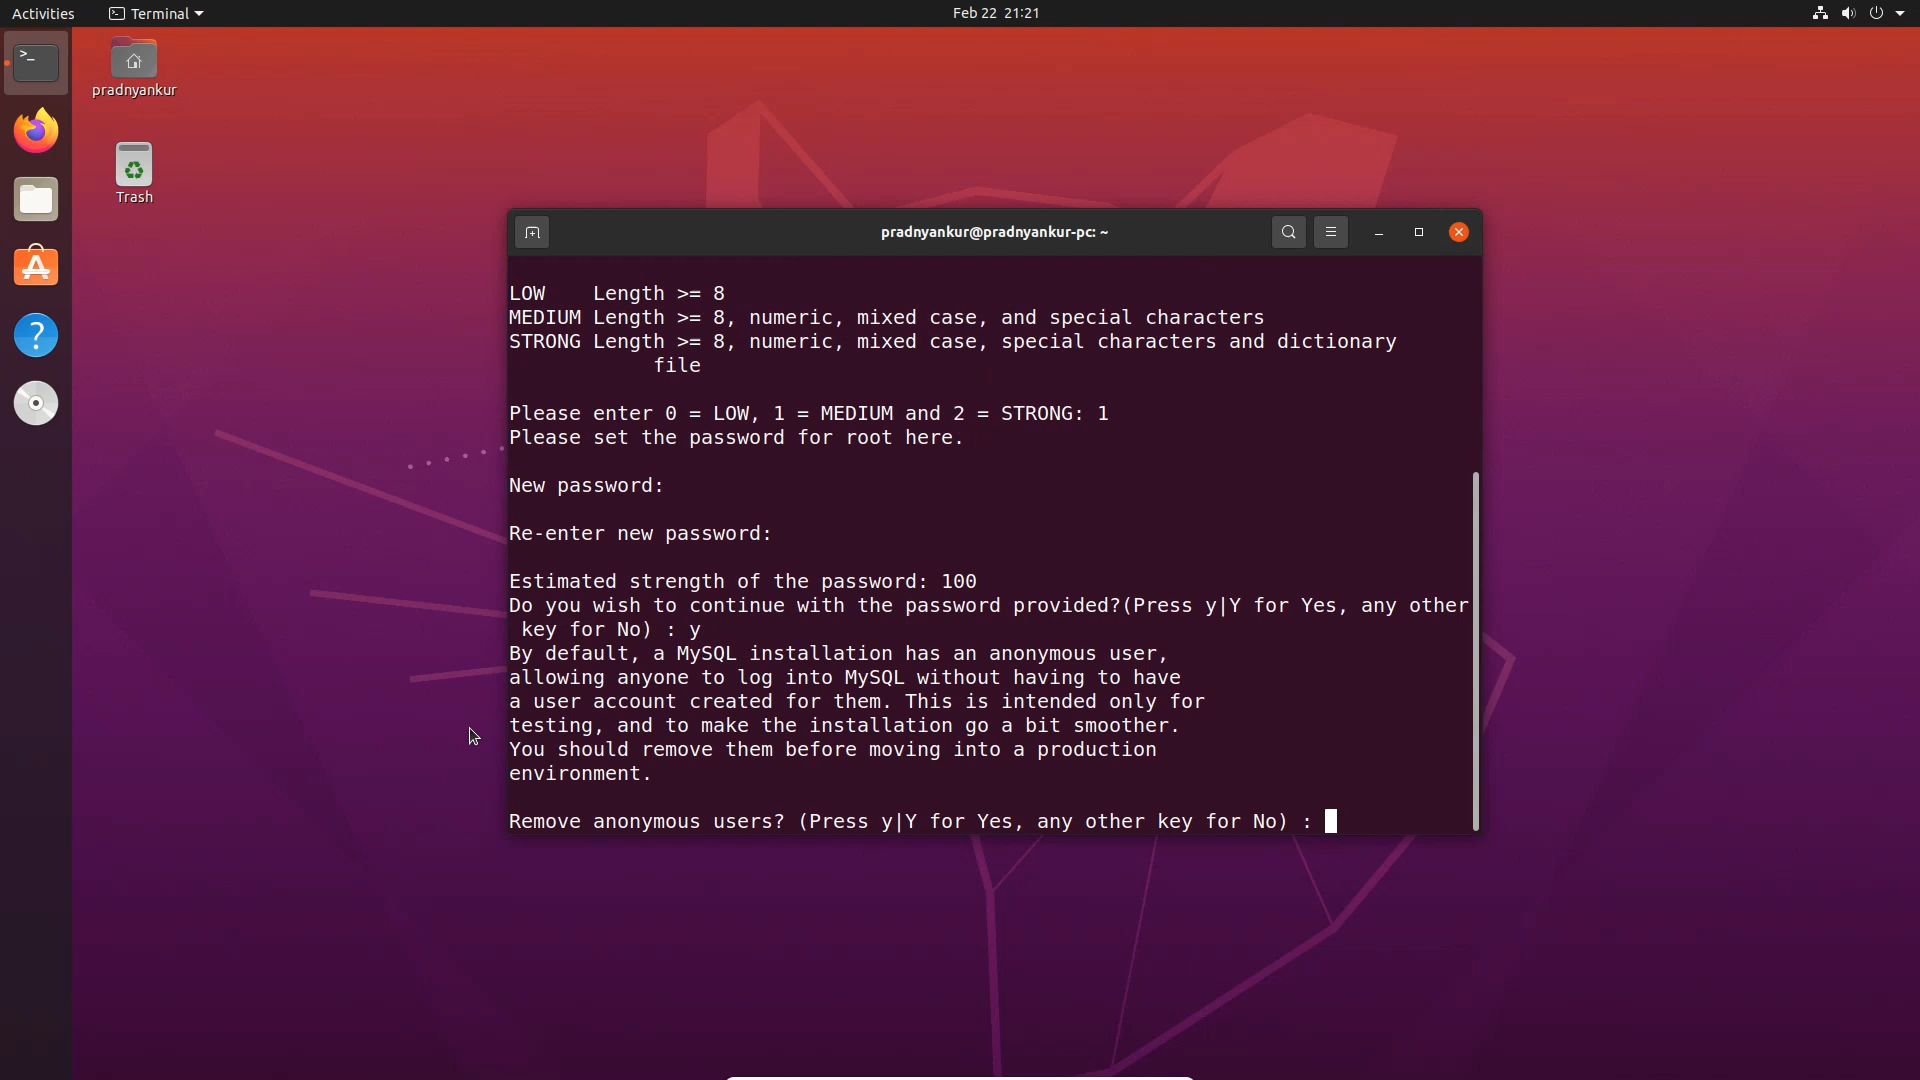 Activities
Terminal
Feb 22 21:21
pradnyankur
Trash
pradnyankur@pradnyankur-pc: ~
LOW    Length >= 8
MEDIUM Length >= 8, numeric, mixed case, and special characters
STRONG Length >= 8, numeric, mixed case, special characters and dictionary
            file
Please enter 0 = LOW, 1 = MEDIUM and 2 = STRONG: 1
Please set the password for root here.
New password:
Re-enter new password:
Estimated strength of the password: 100
Do you wish to continue with the password provided?(Press y|Y for Yes, any other
 key for No) : y
By default, a MySQL installation has an anonymous user,
allowing anyone to log into MySQL without having to have
a user account created for them. This is intended only for
testing, and to make the installation go a bit smoother.
You should remove them before moving into a production
environment.
Remove anonymous users? (Press y|Y for Yes, any other key for No) :